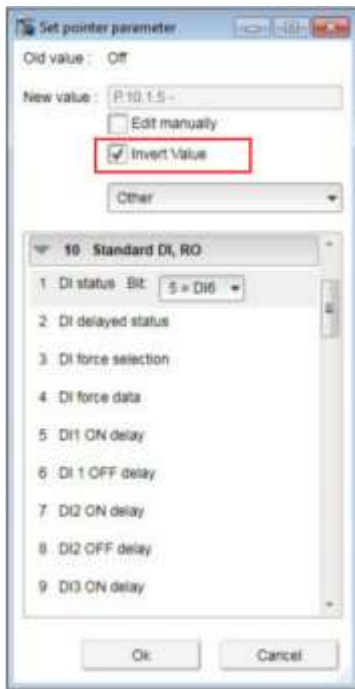 Set pointer parameter
Old value : Off
New value : P.10.1.5 -
Edit manually
Invert Value
Other
10 Standard DI, RO
1 DI status Bit: 5 = DI6
2 DI delayed status
3 DI force selection
4 DI force data
5 DI1 ON delay
6 DI 1 OFF delay
7 DI2 ON delay
8 DI2 OFF delay
9 DI3 ON delay
Ok Cancel